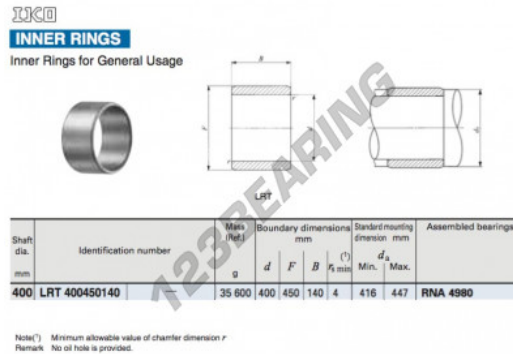 IKO
INNER RINGS
Inner Rings for General Usage
B
r
r
F
d
dₐ
LRT
123BEARING
Shaft dia. mm | Identification number | Mass (Ref.) g | Boundary dimensions mm | Standard mounting dimension mm | Assembled bearings
d | F | B | rₛ min (¹) | dₐ Min. | Max.
400 | LRT 400450140 | — | 35 600 | 400 | 450 | 140 | 4 | 416 | 447 | RNA 4980
Note(¹) Minimum allowable value of chamfer dimension r
Remark No oil hole is provided.